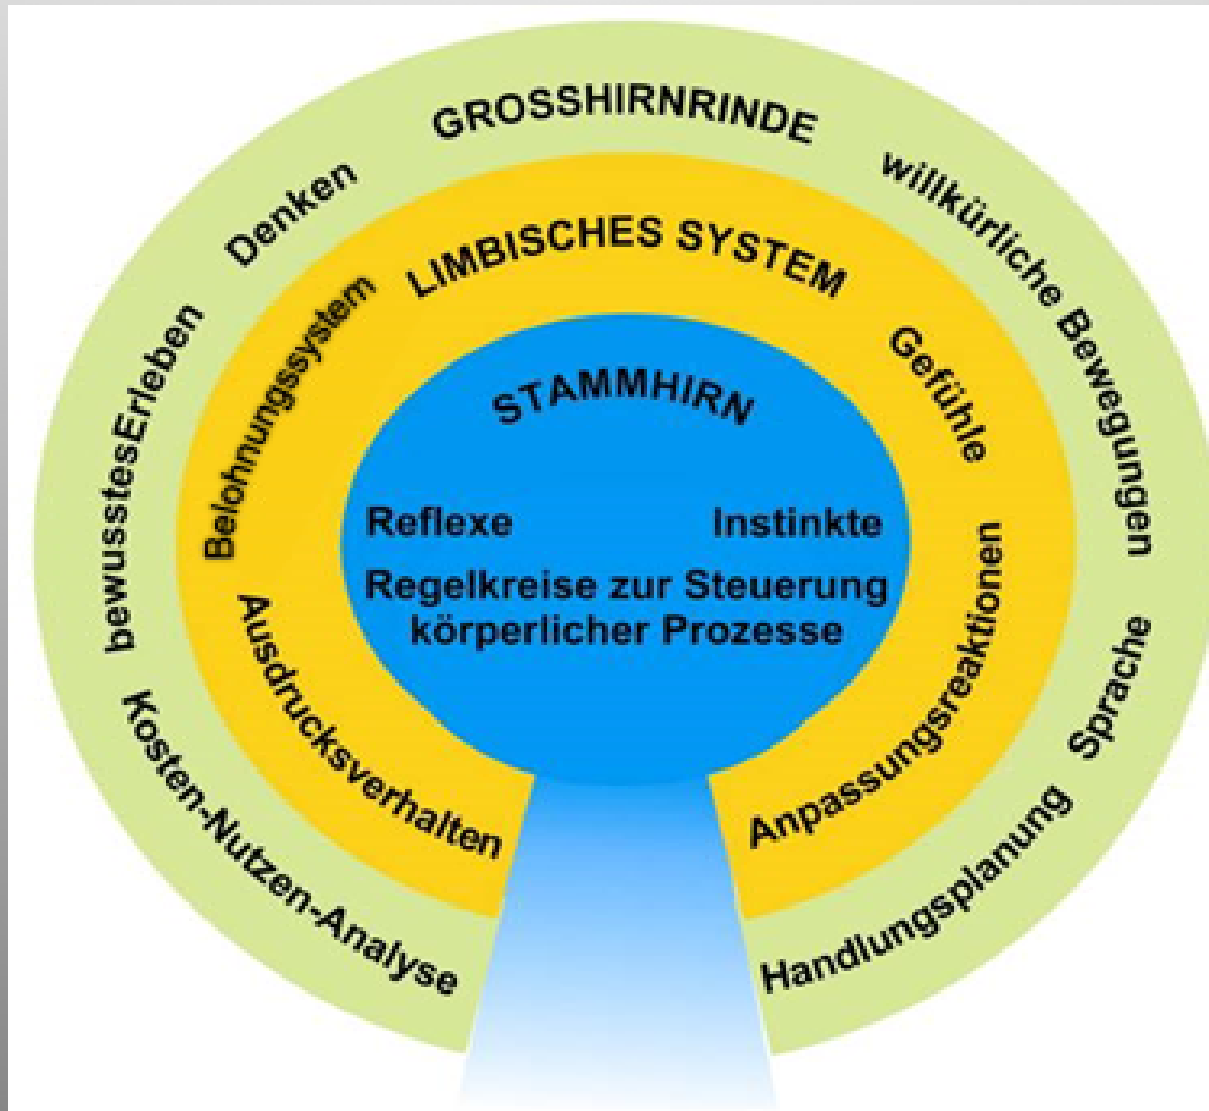 GROSSHIRNRINDE
Denken
willkürliche Bewegungen
bewusstesErleben
Sprache
Kosten-Nutzen-Analyse
Handlungsplanung
LIMBISCHES SYSTEM
Belohnungssystem
Gefühle
Ausdrucksverhalten
Anpassungsreaktionen
STAMMHIRN
Reflexe
Instinkte
Regelkreise zur Steuerung
körperlicher Prozesse